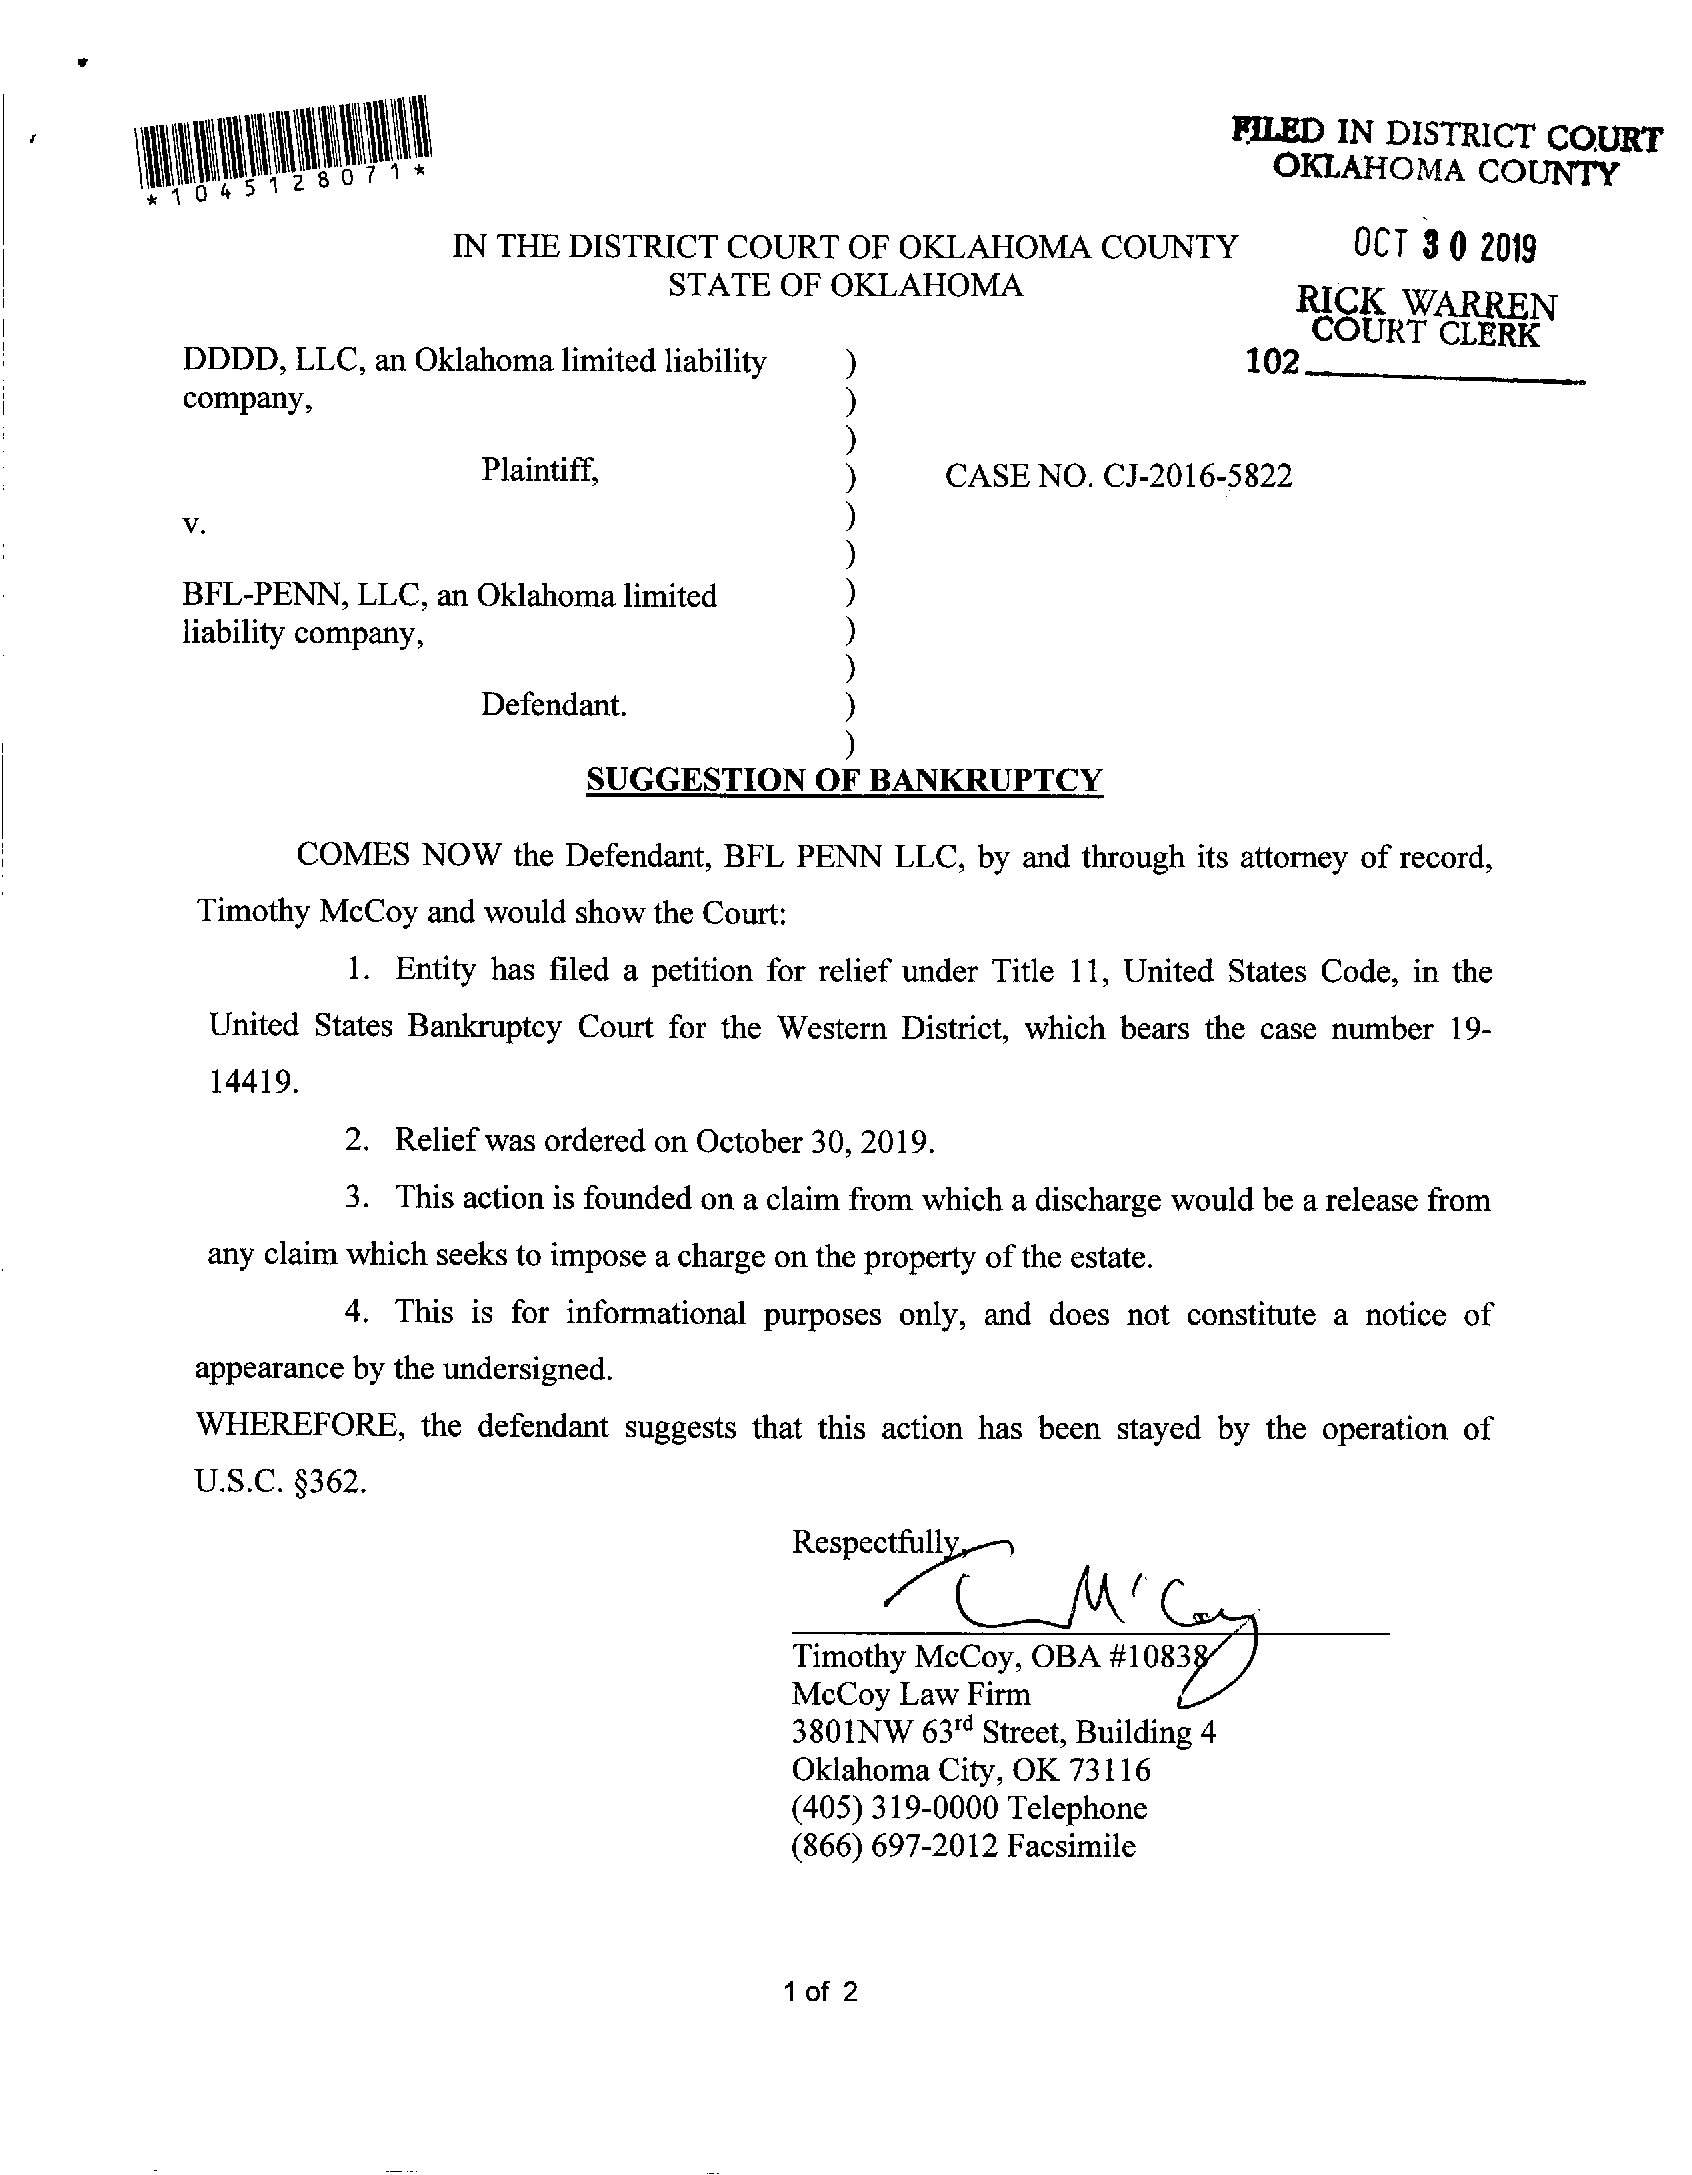 *1045128071*
FILED IN DISTRICT COURT
OKLAHOMA COUNTY
OCT 30 2019
RICK WARREN
COURT CLERK
102
IN THE DISTRICT COURT OF OKLAHOMA COUNTY
STATE OF OKLAHOMA
DDDD, LLC, an Oklahoma limited liability )
company, )
)
Plaintiff, ) CASE NO. CJ-2016-5822
v. )
)
BFL-PENN, LLC, an Oklahoma limited )
liability company, )
)
Defendant. )
)
SUGGESTION OF BANKRUPTCY
COMES NOW the Defendant, BFL PENN LLC, by and through its attorney of record,
Timothy McCoy and would show the Court:
1. Entity has filed a petition for relief under Title 11, United States Code, in the
United States Bankruptcy Court for the Western District, which bears the case number 19-
14419.
2. Relief was ordered on October 30, 2019.
3. This action is founded on a claim from which a discharge would be a release from
any claim which seeks to impose a charge on the property of the estate.
4. This is for informational purposes only, and does not constitute a notice of
appearance by the undersigned.
WHEREFORE, the defendant suggests that this action has been stayed by the operation of
U.S.C. §362.
Respectfully,
T M'Coy
Timothy McCoy, OBA #10838
McCoy Law Firm
3801NW 63rd Street, Building 4
Oklahoma City, OK 73116
(405) 319-0000 Telephone
(866) 697-2012 Facsimile
1 of 2